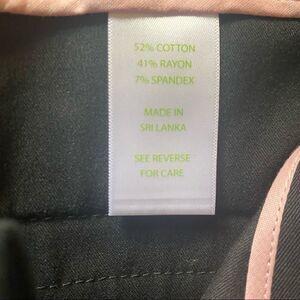 52% COTTON
41% RAYON
7% SPANDEX
MADE IN
SRI LANKA
SEE REVERSE
FOR CARE